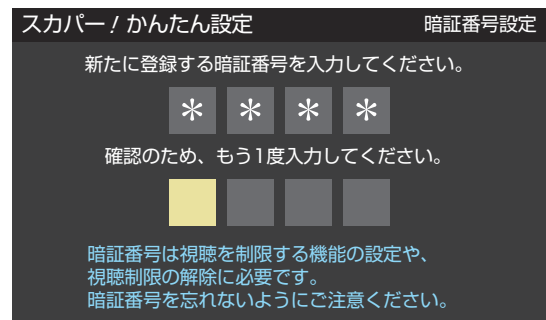 スカパー！かんたん設定
暗証番号設定
新たに登録する暗証番号を入力してください。
＊ ＊ ＊ ＊
確認のため、もう1度入力してください。
暗証番号は視聴を制限する機能の設定や、
視聴制限の解除に必要です。
暗証番号を忘れないようにご注意ください。